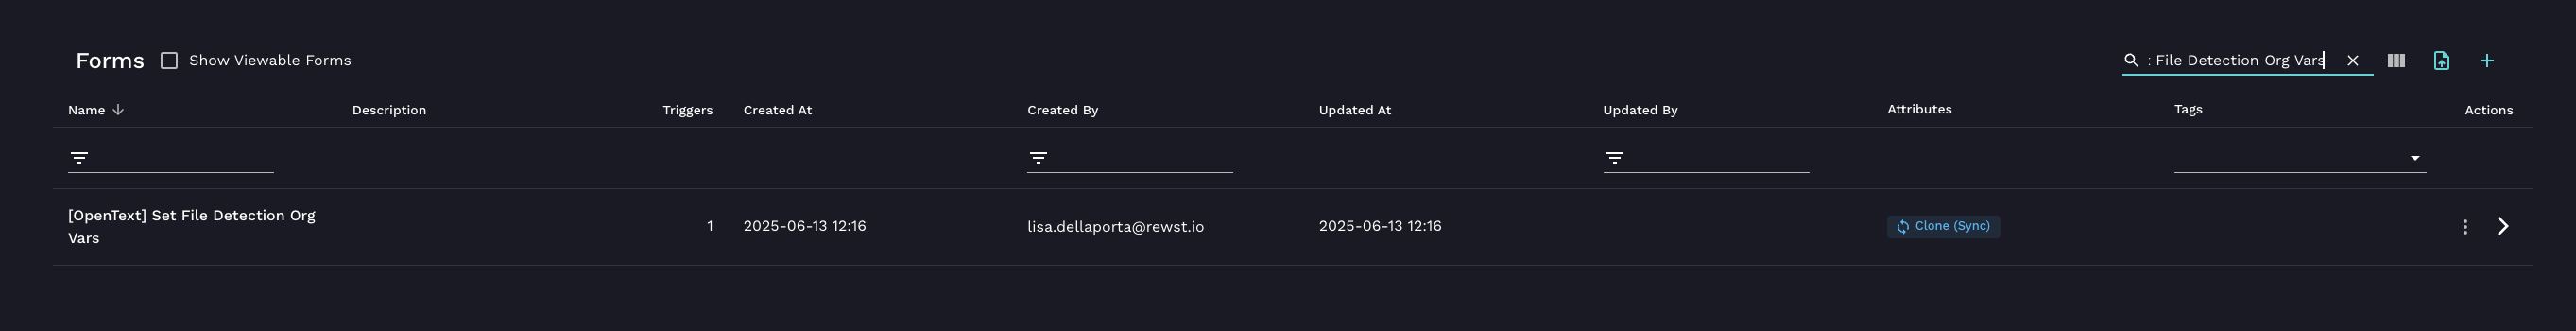 Forms Show Viewable Forms : File Detection Org Vars
Name Description Triggers Created At Created By Updated At Updated By Attributes Tags Actions
[OpenText] Set File Detection Org
Vars
1 2025-06-13 12:16 lisa.dellaporta@rewst.io 2025-06-13 12:16 Clone (Sync)